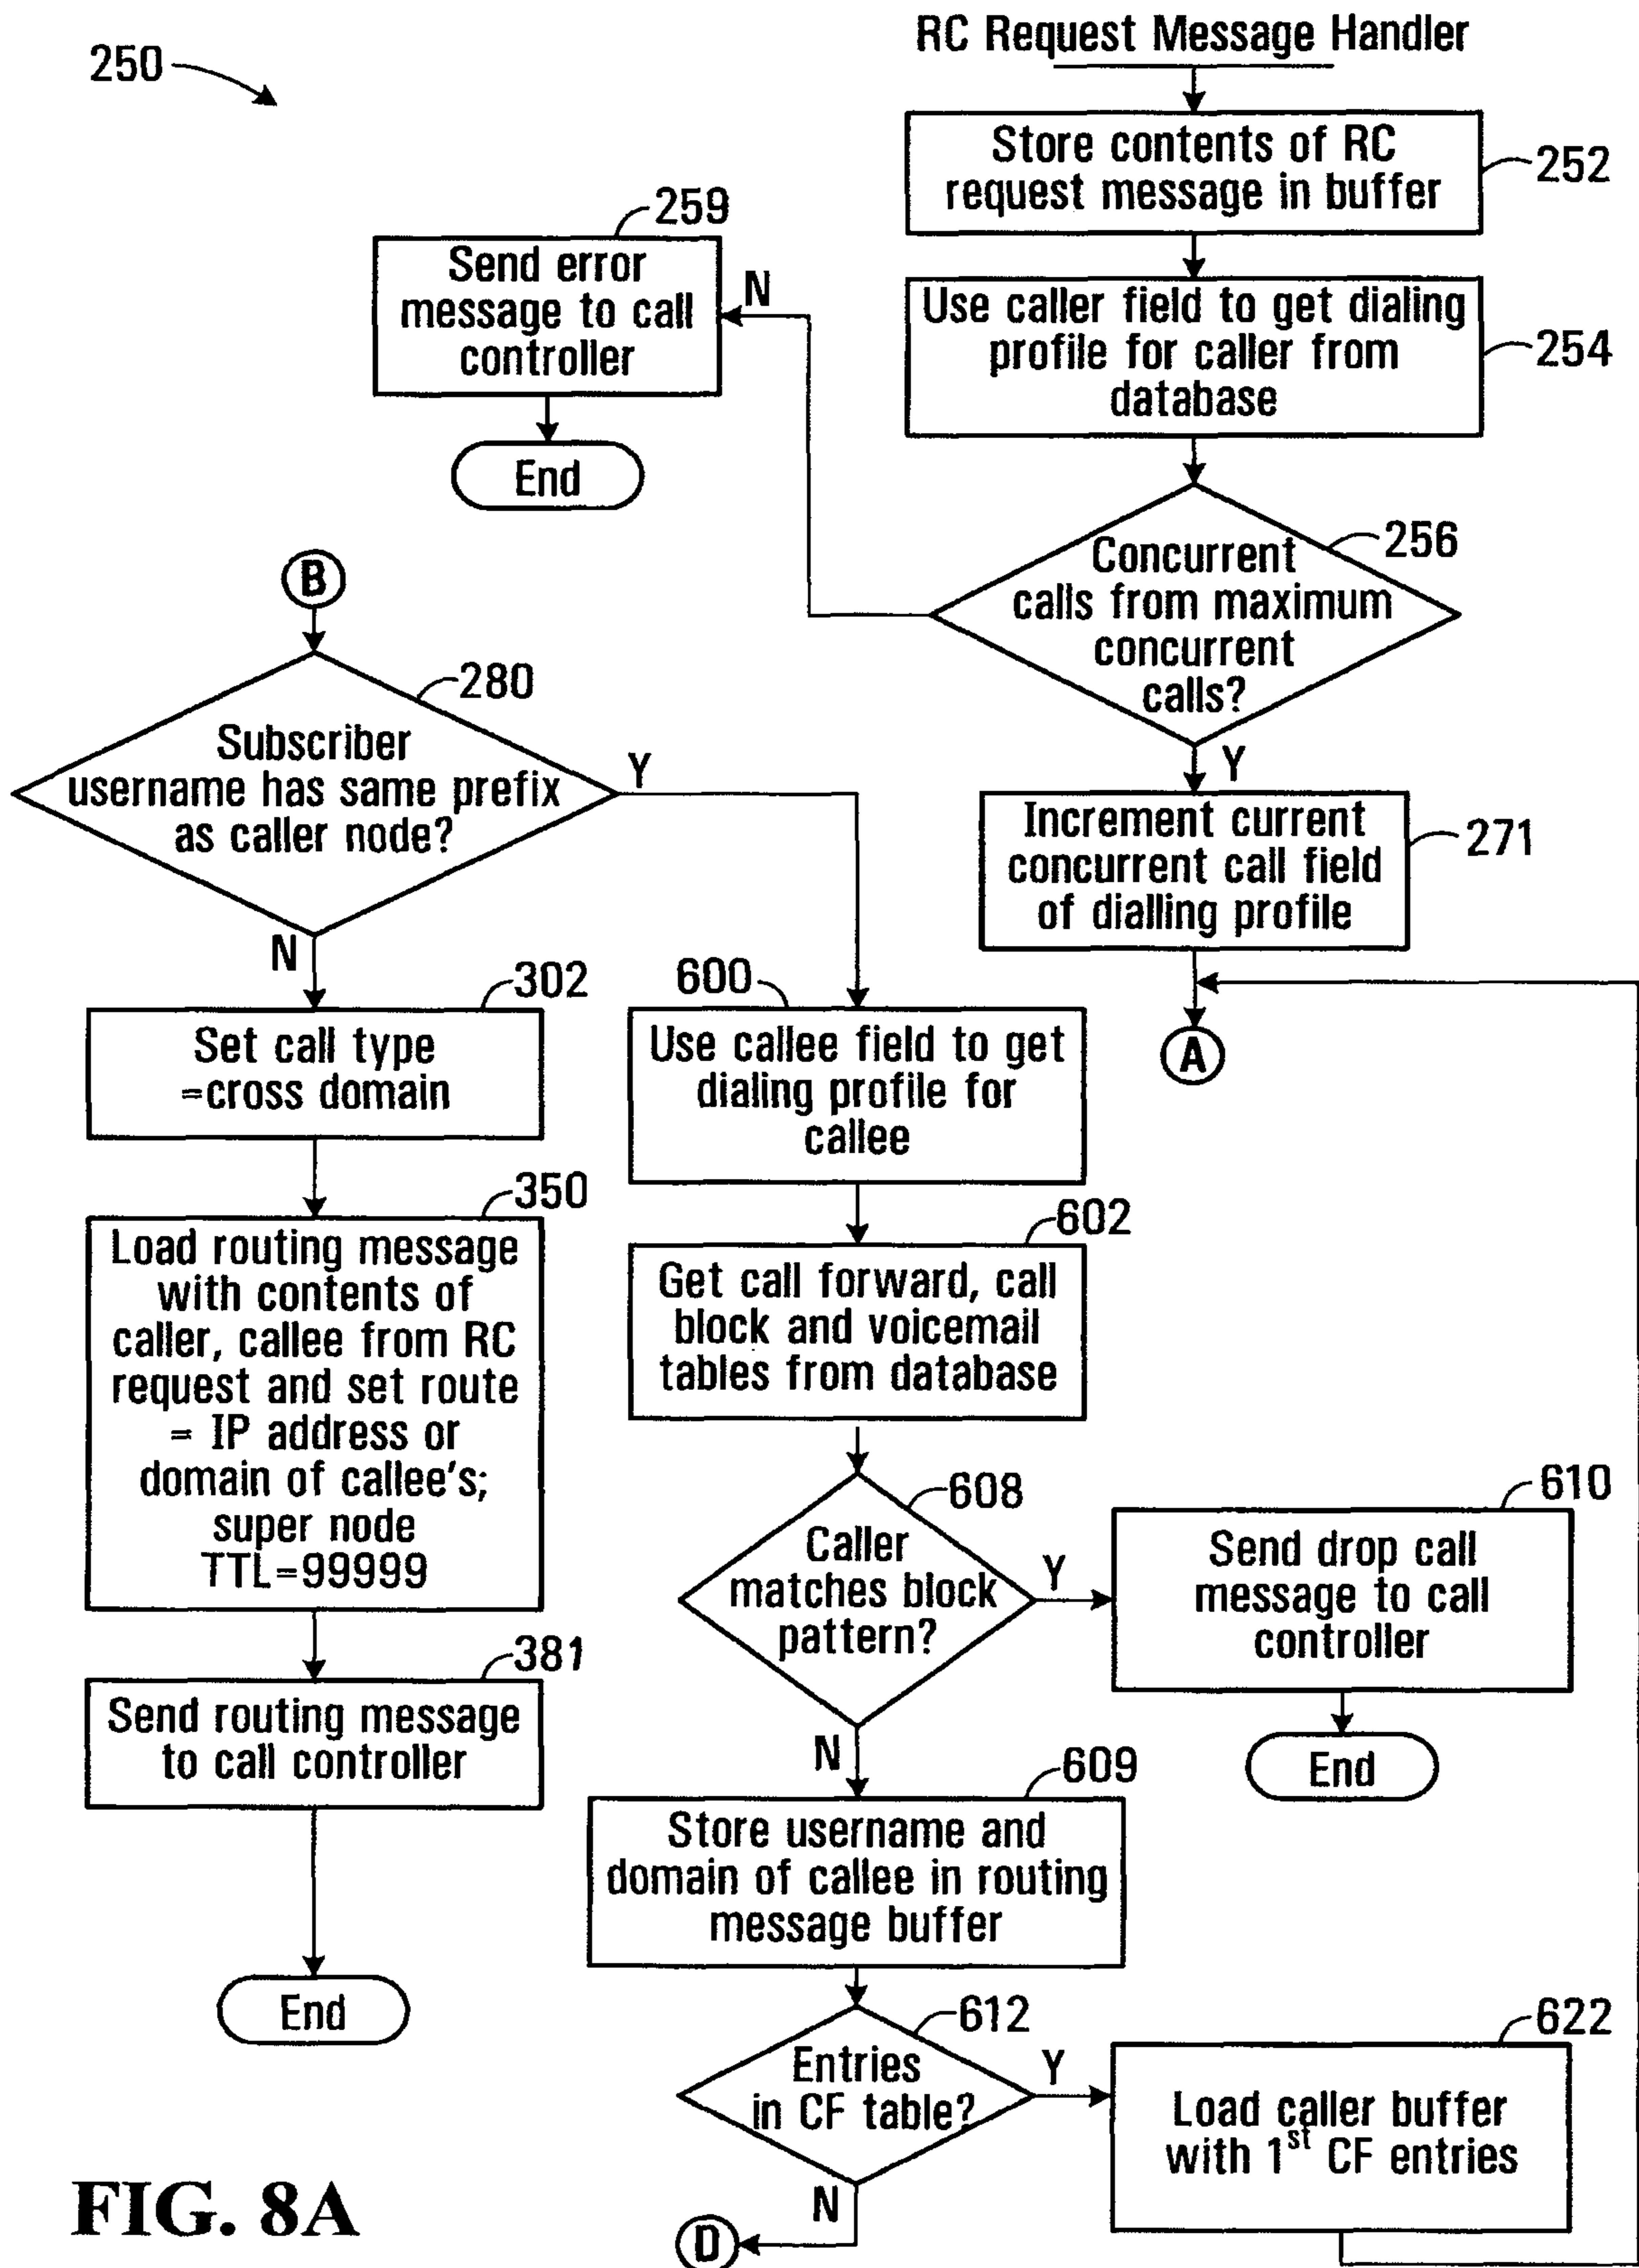 RC Request Message Handler
250
Store contents of RC
request message in buffer
252
259
Send error
message to call
controller
N
Use caller field to get dialing
profile for caller from
database
254
End
256
Concurrent
calls from maximum
concurrent
calls?
B
280
Subscriber
username has same prefix
as caller node?
Y
Y
Increment current
concurrent call field
of dialling profile
271
N
302
Set call type
=cross domain
600
Use callee field to get
dialing profile for
callee
A
350
Load routing message
with contents of
caller, callee from RC
request and set route
= IP address or
domain of callee's;
super node
TTL=99999
602
Get call forward, call
block and voicemail
tables from database
608
Caller
matches block
pattern?
Y
610
Send drop call
message to call
controller
381
Send routing message
to call controller
N
End
609
Store username and
domain of callee in routing
message buffer
End
612
Entries
in CF table?
Y
622
Load caller buffer
with 1st CF entries
N
D
FIG. 8A